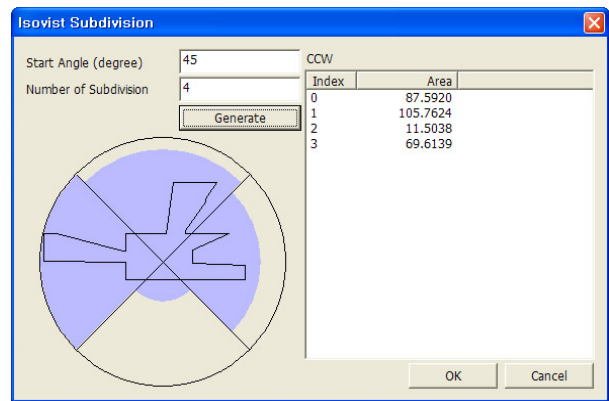 Isovist Subdivision
Start Angle (degree) 45
Number of Subdivision 4
Generate
CCW
Index Area
0 87.5920
1 105.7624
2 11.5038
3 69.6139
OK Cancel